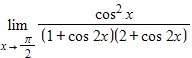 lim x→π/2 cos² x / (1+cos 2x)(2+cos 2x)